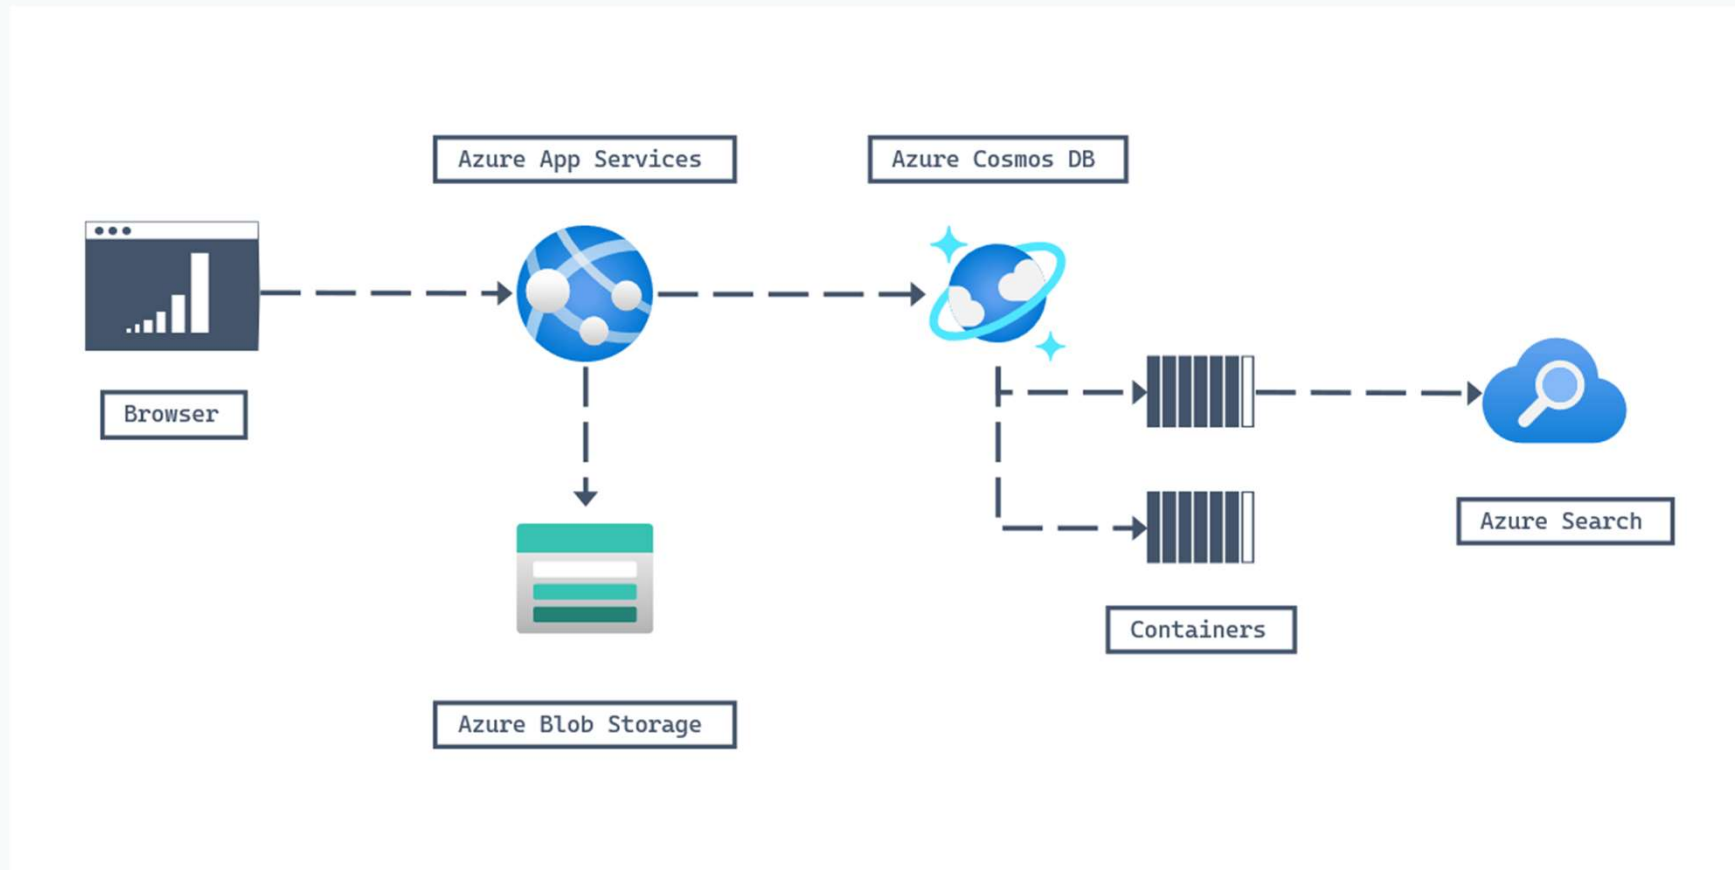 Azure App Services
Azure Cosmos DB
Browser
Azure Search
Containers
Azure Blob Storage